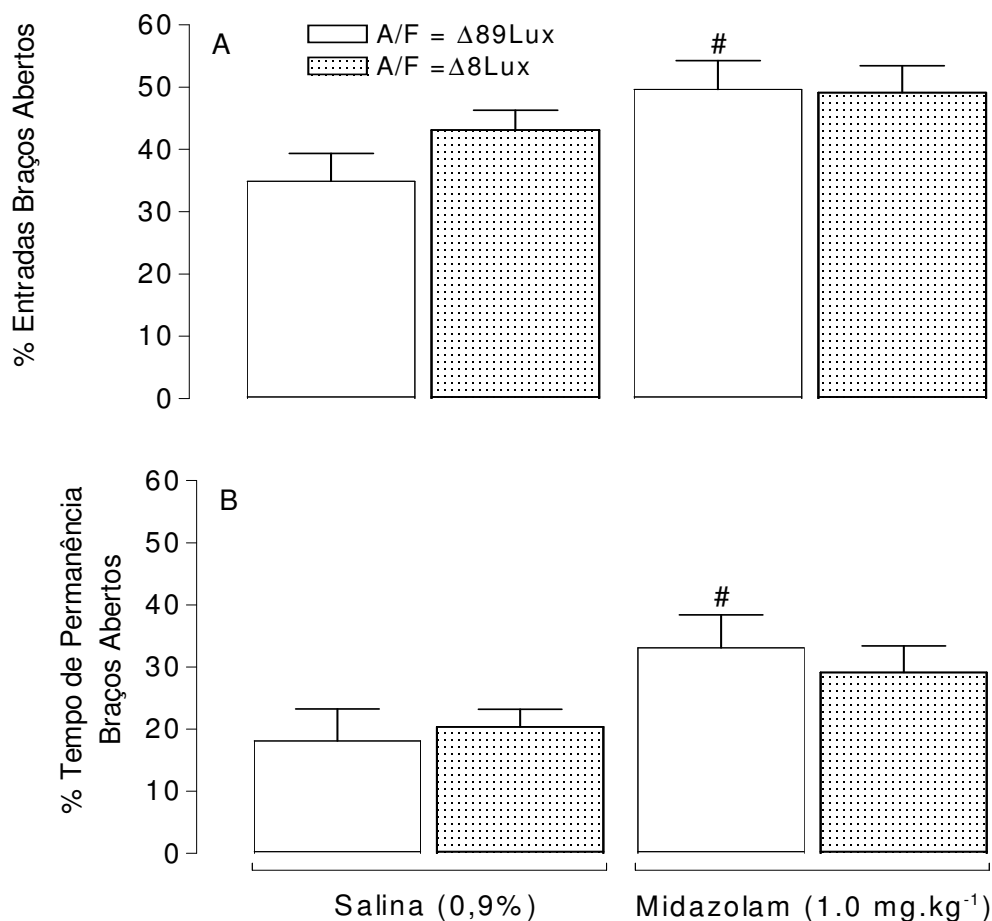 60
A
A/F = Δ89Lux
A/F =Δ8Lux
#
50
40
30
20
10
0
% Entradas Braços Abertos
60
B
50
40
#
30
20
10
0
% Tempo de Permanência
Braços Abertos
Salina (0,9%)
Midazolam (1.0 mg.kg⁻¹)